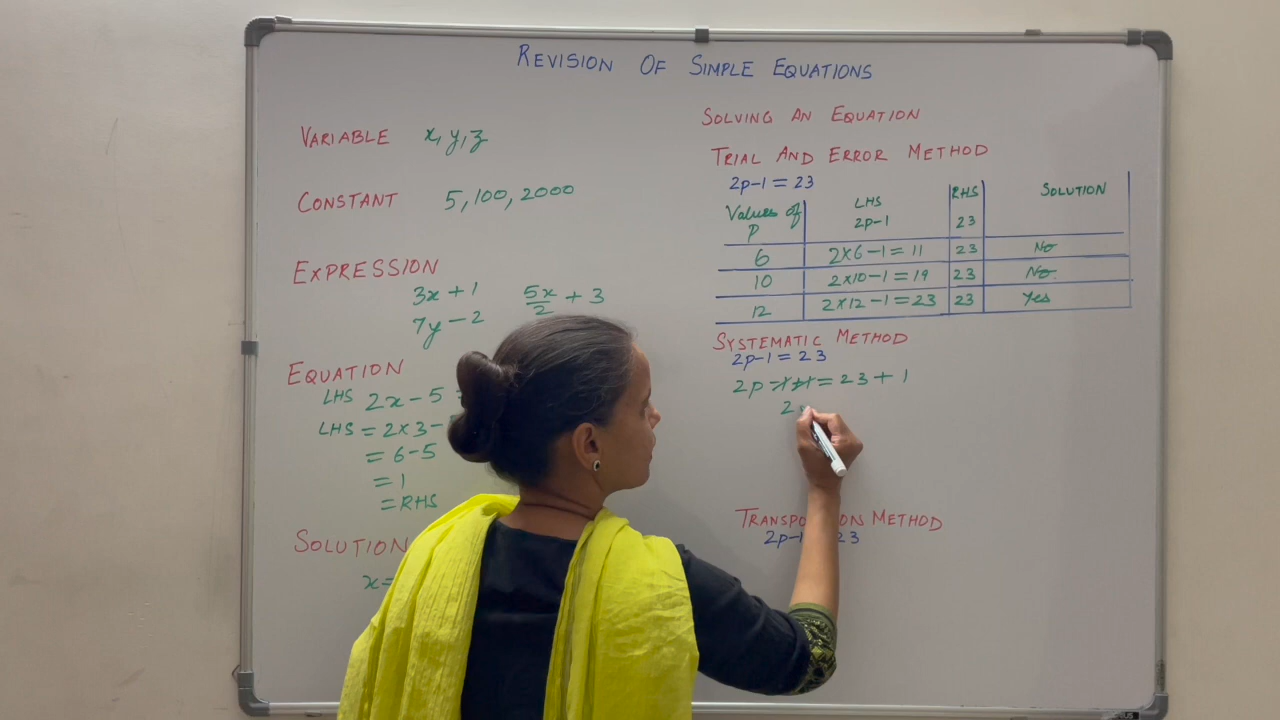 REVISION OF SIMPLE EQUATIONS
VARIABLE x, y, z
CONSTANT 5, 100, 2000
EXPRESSION
3x + 1 5x/2 + 3
7y - 2
EQUATION
LHS 2x - 5
LHS = 2×3 -
= 6-5
= 1
= RHS
SOLUTION
x =
SOLVING AN EQUATION
TRIAL AND ERROR METHOD
2p-1 = 23
Values of p LHS 2p-1 RHS 23 SOLUTION
6 2×6-1 = 11 23 No
10 2×10-1 = 19 23 No.
12 2×12-1 = 23 23 Yes
SYSTEMATIC METHOD
2p-1 = 23
2p -1 +1 = 23 + 1
2
METHOD
2p-1 23